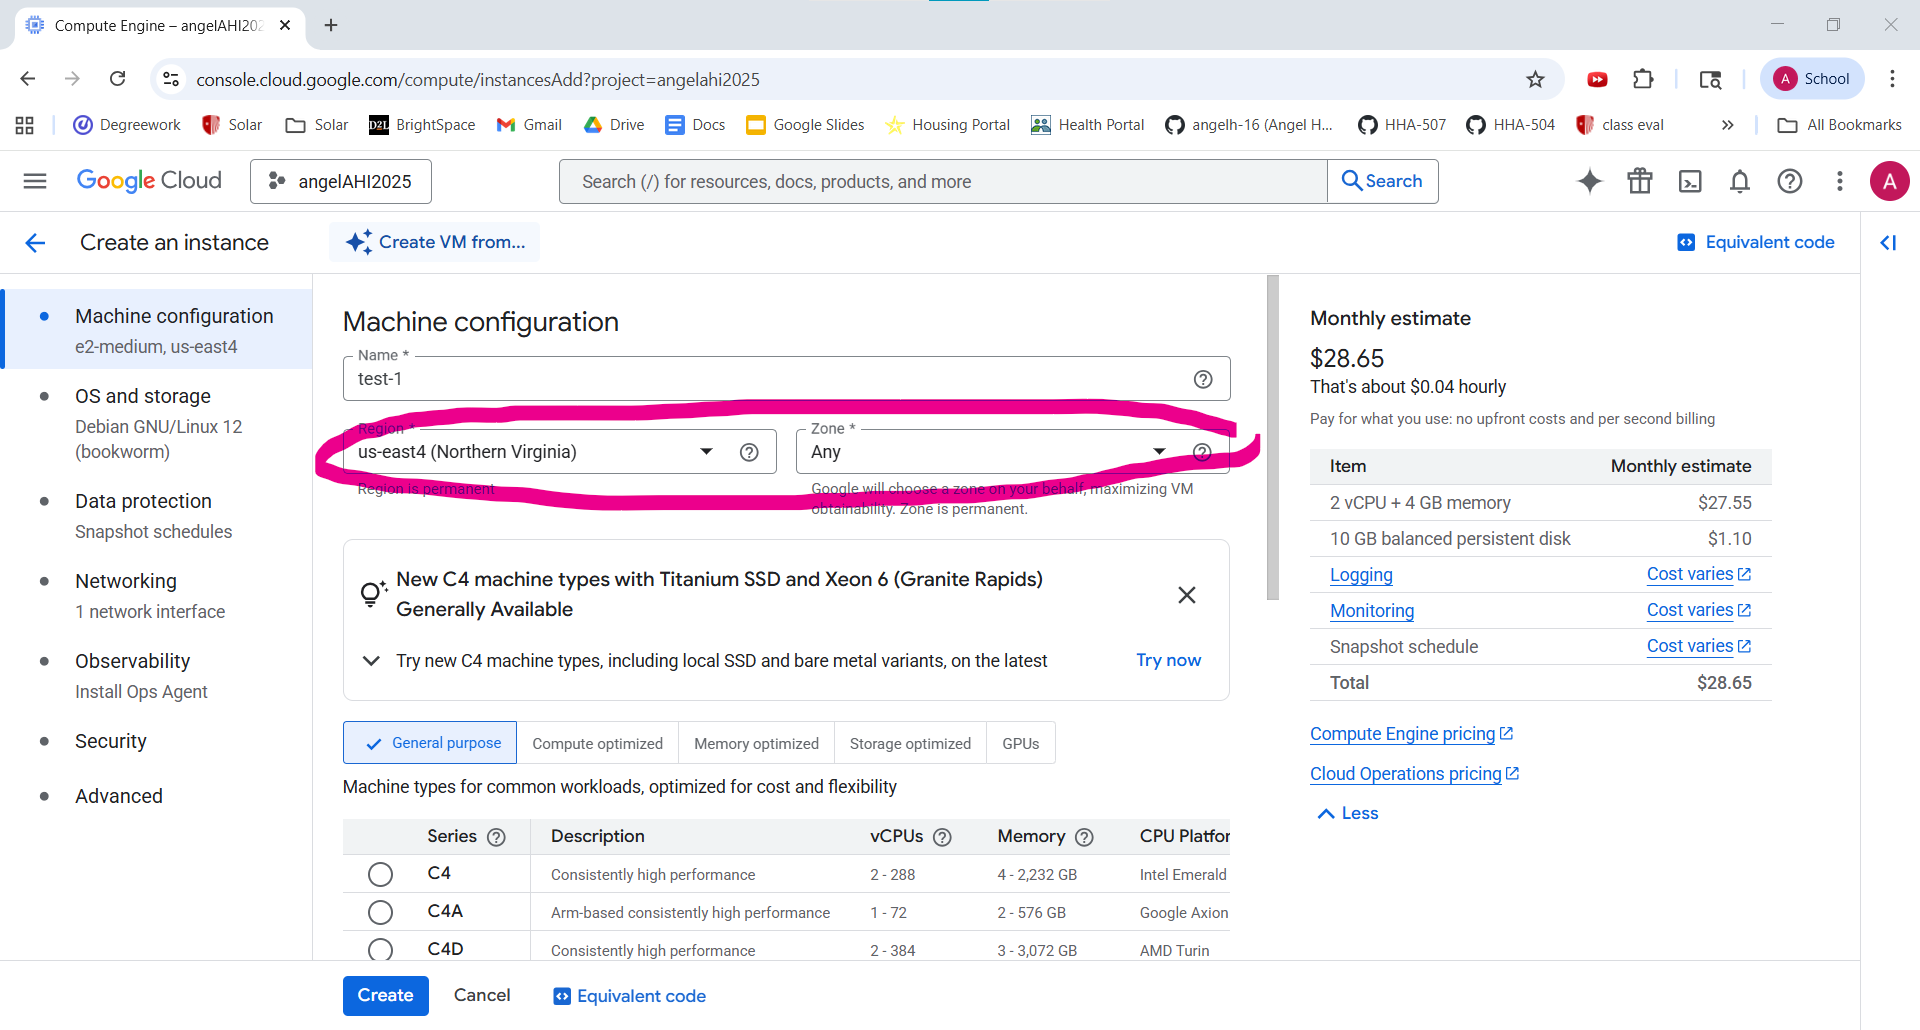 Compute Engine – angelAHI202
console.cloud.google.com/compute/instancesAdd?project=angelahi2025
A School
Degreework
Solar
Solar
D2L BrightSpace
Gmail
Drive
Docs
Google Slides
Housing Portal
Health Portal
angelh-16 (Angel H...
HHA-507
HHA-504
class eval
All Bookmarks
Google Cloud
angelAHI2025
Search (/) for resources, docs, products, and more
Search
A
Create an instance
Create VM from...
Equivalent code
Machine configuration
e2-medium, us-east4
OS and storage
Debian GNU/Linux 12
(bookworm)
Data protection
Snapshot schedules
Networking
1 network interface
Observability
Install Ops Agent
Security
Advanced
Machine configuration
Name *
test-1
Region *
us-east4 (Northern Virginia)
Region is permanent
Zone *
Any
Google will choose a zone on your behalf, maximizing VM
obtainability. Zone is permanent.
New C4 machine types with Titanium SSD and Xeon 6 (Granite Rapids)
Generally Available
Try new C4 machine types, including local SSD and bare metal variants, on the latest
Try now
General purpose
Compute optimized
Memory optimized
Storage optimized
GPUs
Machine types for common workloads, optimized for cost and flexibility
Series Description vCPUs Memory CPU Platfor
C4 Consistently high performance 2 - 288 4 - 2,232 GB Intel Emerald
C4A Arm-based consistently high performance 1 - 72 2 - 576 GB Google Axion
C4D Consistently high performance 2 - 384 3 - 3,072 GB AMD Turin
Create
Cancel
Equivalent code
Monthly estimate
$28.65
That's about $0.04 hourly
Pay for what you use: no upfront costs and per second billing
Item Monthly estimate
2 vCPU + 4 GB memory $27.55
10 GB balanced persistent disk $1.10
Logging Cost varies
Monitoring Cost varies
Snapshot schedule Cost varies
Total $28.65
Compute Engine pricing
Cloud Operations pricing
Less